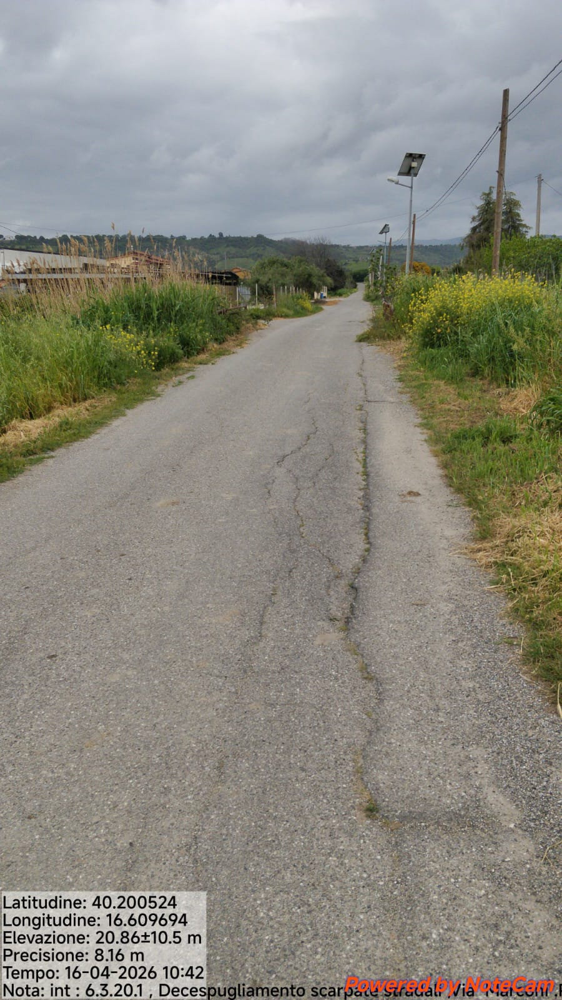 Latitudine: 40.200524
Longitudine: 16.609694
Elevazione: 20.86±10.5 m
Precisione: 8.16 m
Tempo: 16-04-2026 10:42
Nota: int : 6.3.20.1 , Decespugliamento scarpate stradali Via Marconi .
Powered by NoteCam